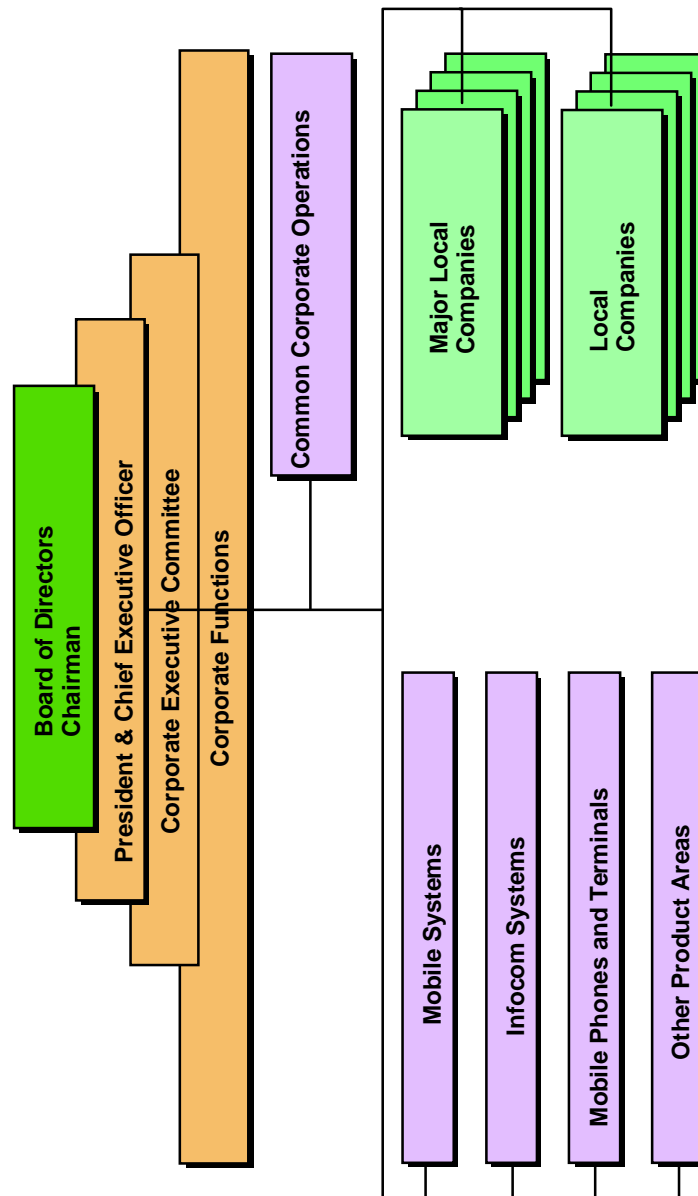 Board of Directors
Chairman
President & Chief Executive Officer
Corporate Executive Committee
Corporate Functions
Common Corporate Operations
Mobile Systems
Infocom Systems
Mobile Phones and Terminals
Other Product Areas
Major Local
Companies
Local
Companies